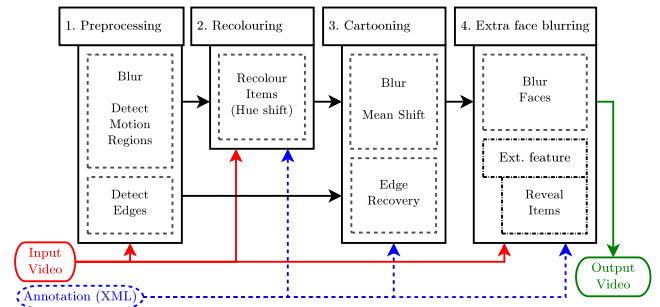 1. Preprocessing
2. Recolouring
3. Cartooning
4. Extra face blurring
Blur
Detect
Motion
Regions
Detect
Edges
Recolour
Items
(Hue shift)
Blur
Mean Shift
Edge
Recovery
Blur
Faces
Ext. feature
Reveal
Items
Input
Video
Annotation (XML)
Output
Video